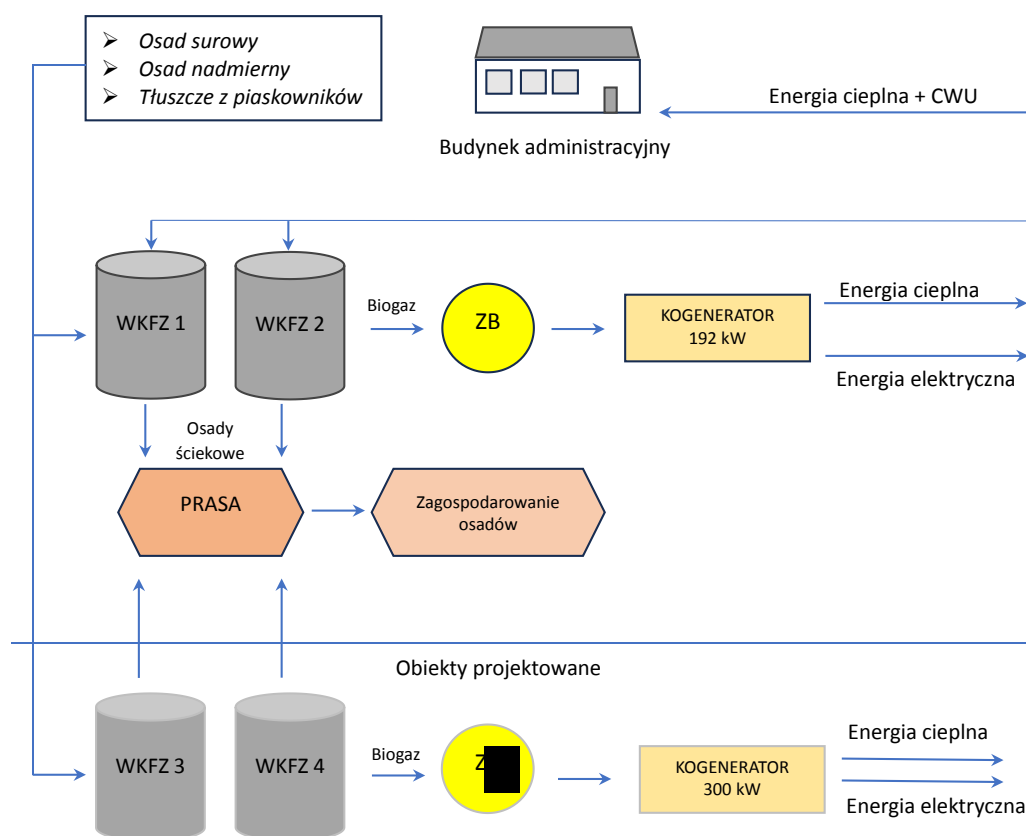 Osad surowy
Osad nadmierny
Tłuszcze z piaskowników
Energia cieplna + CWU
Budynek administracyjny
WKFZ 1
WKFZ 2
Biogaz
ZB
KOGENERATOR
192 kW
Energia cieplna
Energia elektryczna
Osady
ściekowe
PRASA
Zagospodarowanie
osadów
Obiekty projektowane
WKFZ 3
WKFZ 4
Biogaz
KOGENERATOR
300 kW
Energia cieplna
Energia elektryczna